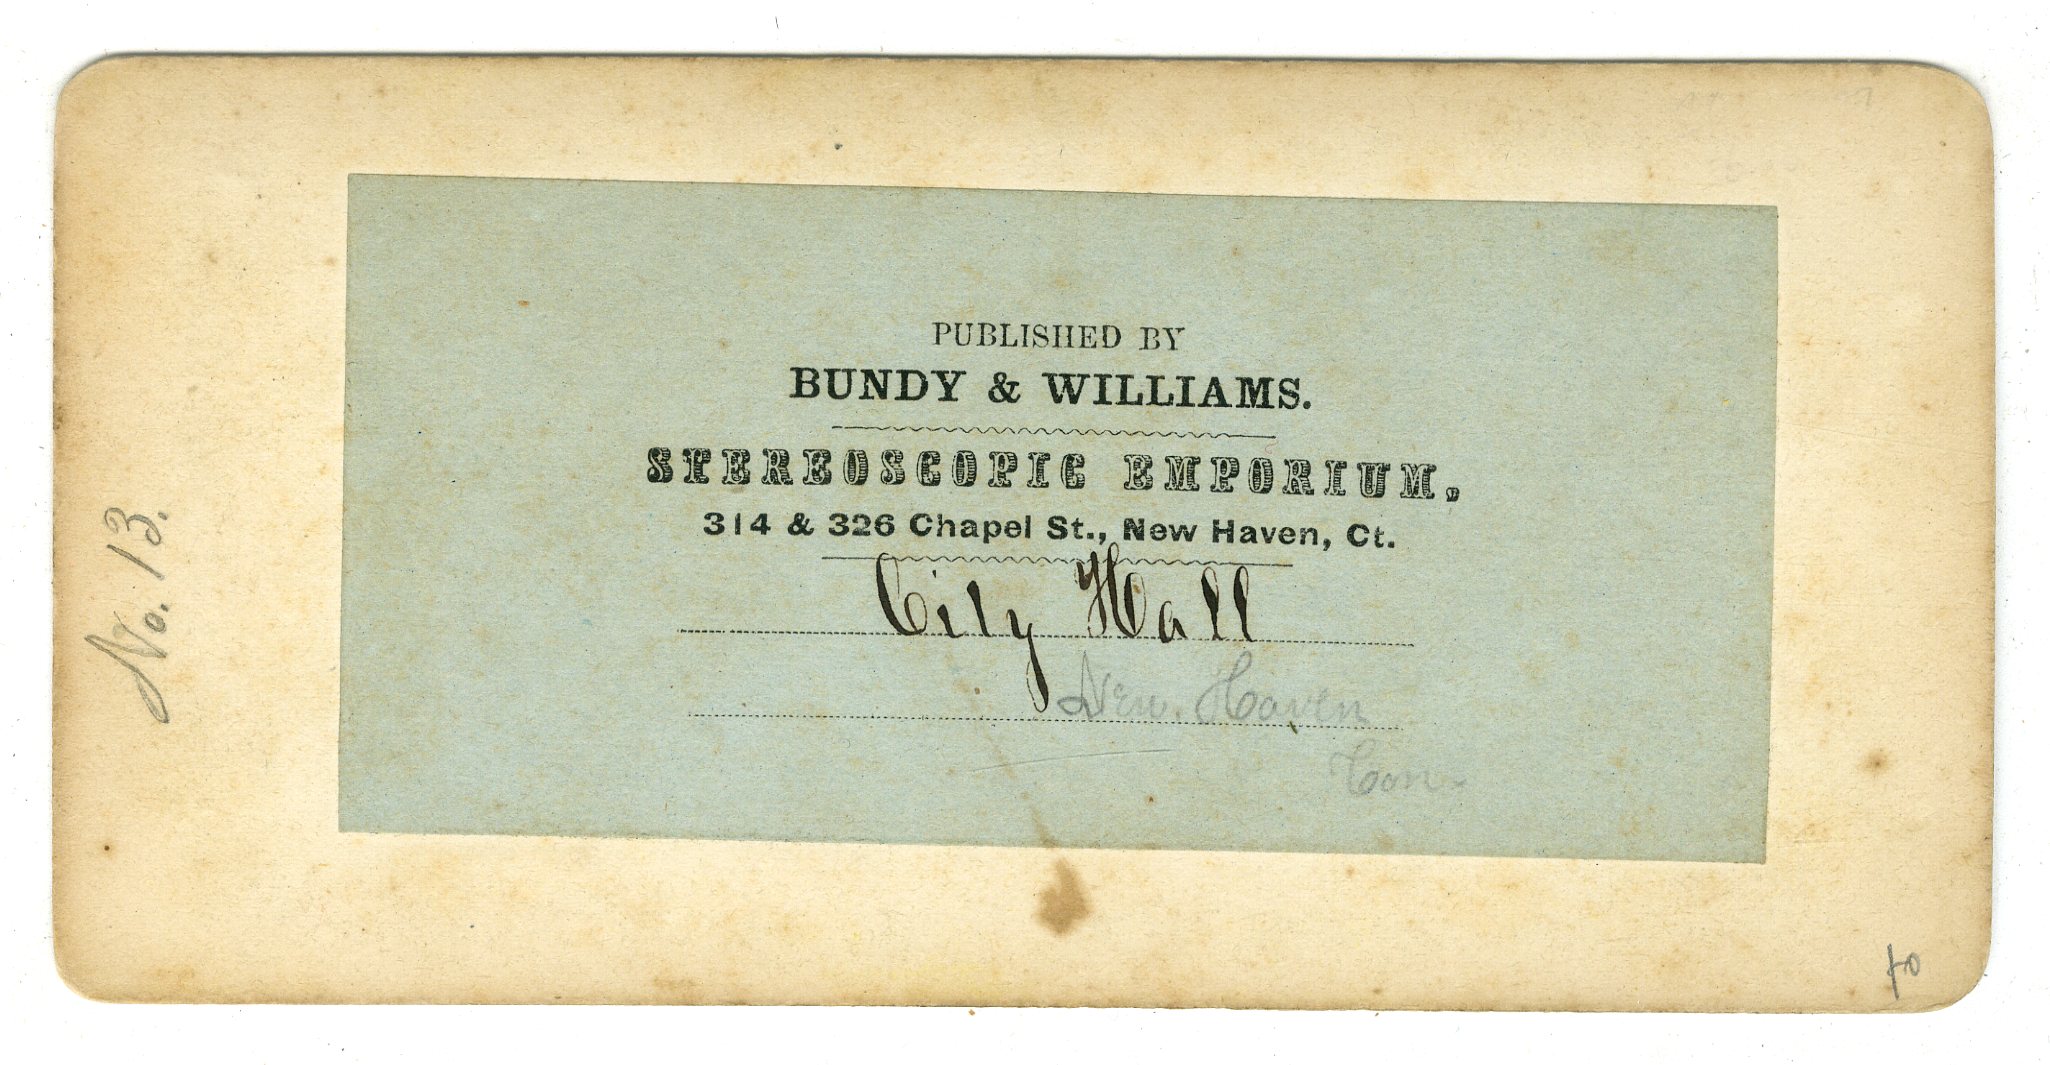 PUBLISHED BY
BUNDY & WILLIAMS.
STEREOSCOPIC EMPORIUM,
314 & 326 Chapel St., New Haven, Ct.
City Hall
New. Haven
Con.
No. 13.